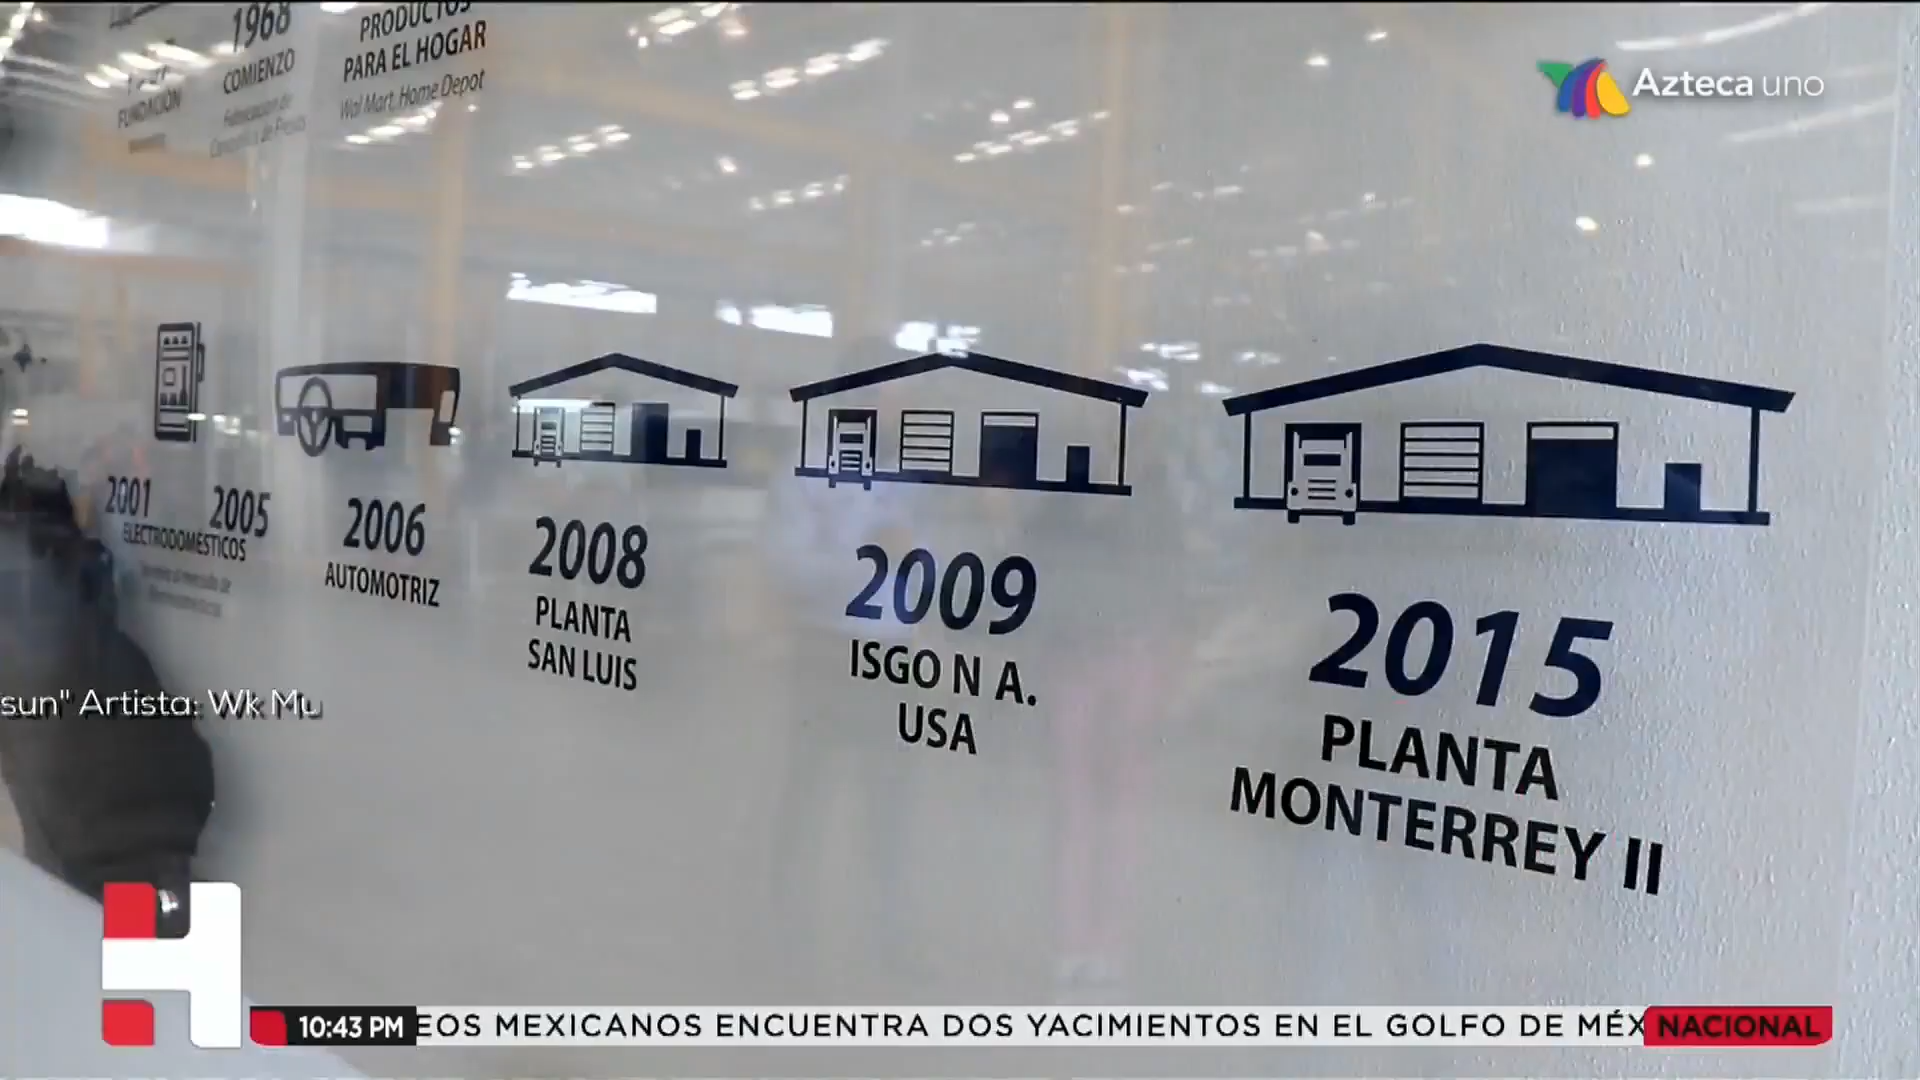 1968
COMIENZO
FUNDACIÓN
PRODUCTOS
PARA EL HOGAR
Wal Mart, Home Depot
Azteca uno
2001
2005
ELECTRODOMÉSTICOS
2006
AUTOMOTRIZ
2008
PLANTA
SAN LUIS
2009
ISGO N A.
USA
2015
PLANTA
MONTERREY II
sun" Artista: Wk Mu
H
10:43 PM
EOS MEXICANOS ENCUENTRA DOS YACIMIENTOS EN EL GOLFO DE MÉX
NACIONAL